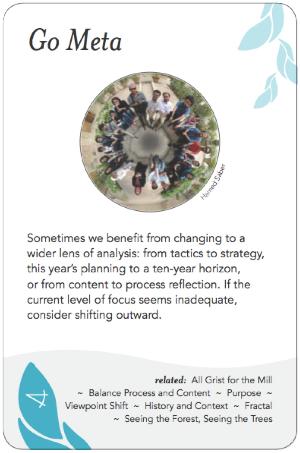 Go Meta
Hamed Saber
Sometimes we benefit from changing to a
wider lens of analysis: from tactics to strategy,
this year's planning to a ten-year horizon,
or from content to process reflection. If the
current level of focus seems inadequate,
consider shifting outward.
related: All Grist for the Mill
~ Balance Process and Content ~ Purpose ~
Viewpoint Shift ~ History and Context ~ Fractal
~ Seeing the Forest, Seeing the Trees
4